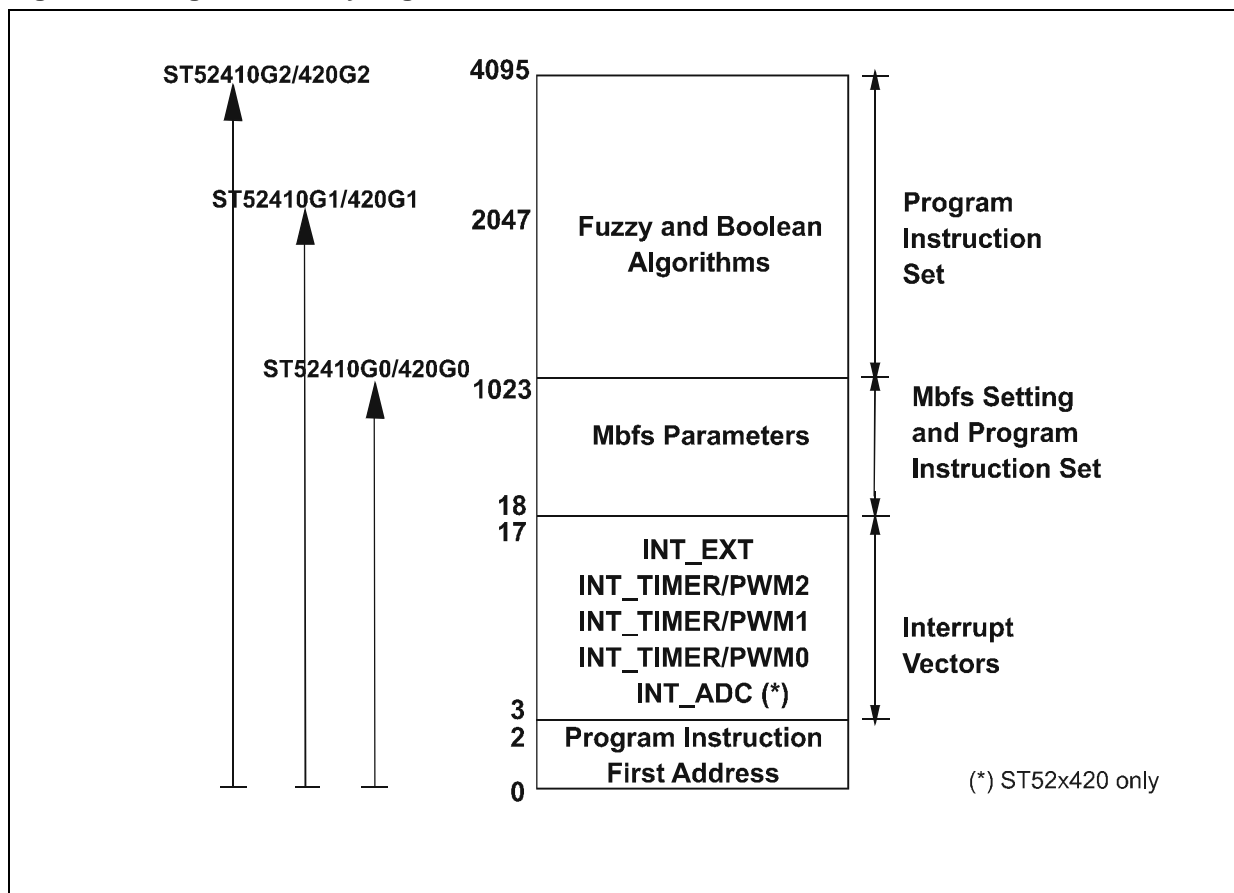 ST52410G2/420G2
4095
ST52410G1/420G1
2047
Fuzzy and Boolean
Algorithms
Program
Instruction
Set
ST52410G0/420G0
1023
Mbfs Parameters
Mbfs Setting
and Program
Instruction Set
18
17
INT_EXT
INT_TIMER/PWM2
INT_TIMER/PWM1
INT_TIMER/PWM0
INT_ADC (*)
Interrupt
Vectors
3
2
Program Instruction
First Address
0
(*) ST52x420 only